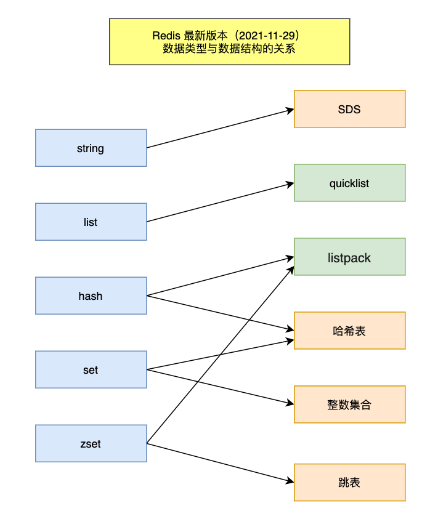 Redis 最新版本（2021-11-29）
数据类型与数据结构的关系
SDS
string
quicklist
list
listpack
hash
哈希表
set
整数集合
zset
跳表